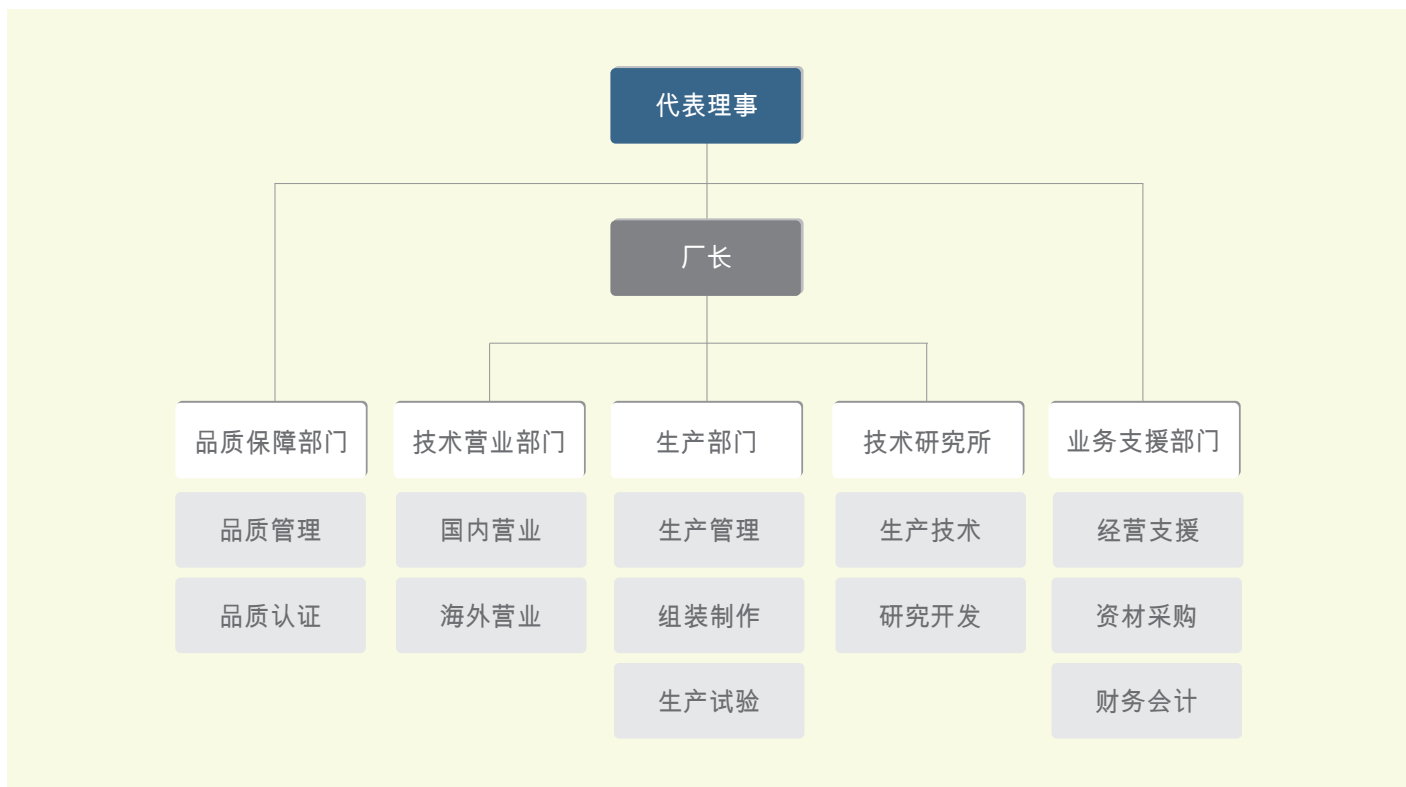 代表理事
厂长
品质保障部门
技术营业部门
生产部门
技术研究所
业务支援部门
品质管理
国内营业
生产管理
生产技术
经营支援
品质认证
海外营业
组装制作
研究开发
资材采购
生产试验
财务会计